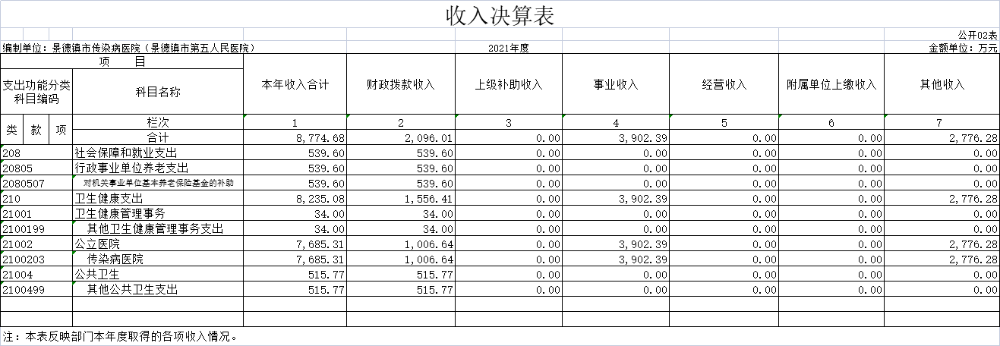 收入决算表
公开02表
编制单位：景德镇市传染病医院（景德镇市第五人民医院） 2021年度 金额单位：万元
项 目 本年收入合计 财政拨款收入 上级补助收入 事业收入 经营收入 附属单位上缴收入 其他收入
支出功能分类科目编码 科目名称
类 款 项 栏次 1 2 3 4 5 6 7
合计 8,774.68 2,096.01 0.00 3,902.39 0.00 0.00 2,776.28
208 社会保障和就业支出 539.60 539.60 0.00 0.00 0.00 0.00 0.00
20805 行政事业单位养老支出 539.60 539.60 0.00 0.00 0.00 0.00 0.00
2080507 对机关事业单位基本养老保险基金的补助 539.60 539.60 0.00 0.00 0.00 0.00 0.00
210 卫生健康支出 8,235.08 1,556.41 0.00 3,902.39 0.00 0.00 2,776.28
21001 卫生健康管理事务 34.00 34.00 0.00 0.00 0.00 0.00 0.00
2100199 其他卫生健康管理事务支出 34.00 34.00 0.00 0.00 0.00 0.00 0.00
21002 公立医院 7,685.31 1,006.64 0.00 3,902.39 0.00 0.00 2,776.28
2100203 传染病医院 7,685.31 1,006.64 0.00 3,902.39 0.00 0.00 2,776.28
21004 公共卫生 515.77 515.77 0.00 0.00 0.00 0.00 0.00
2100499 其他公共卫生支出 515.77 515.77 0.00 0.00 0.00 0.00 0.00
注：本表反映部门本年度取得的各项收入情况。